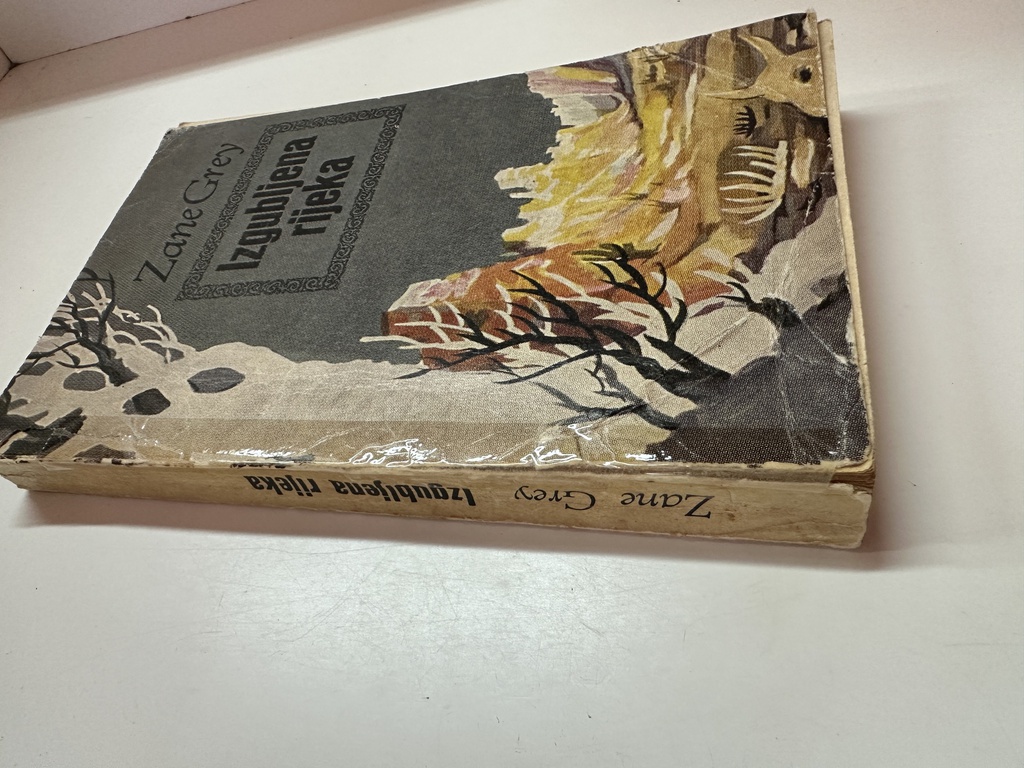 Zane Grey
Izgubljena
rijeka
Zane Grey Izgubljena rijeka